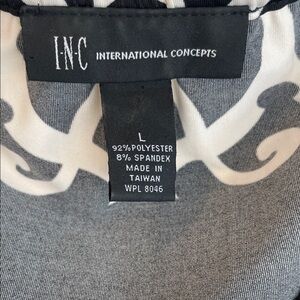 I·N·C INTERNATIONAL CONCEPTS
L
92% POLYESTER
8% SPANDEX
MADE IN
TAIWAN
WPL 8046